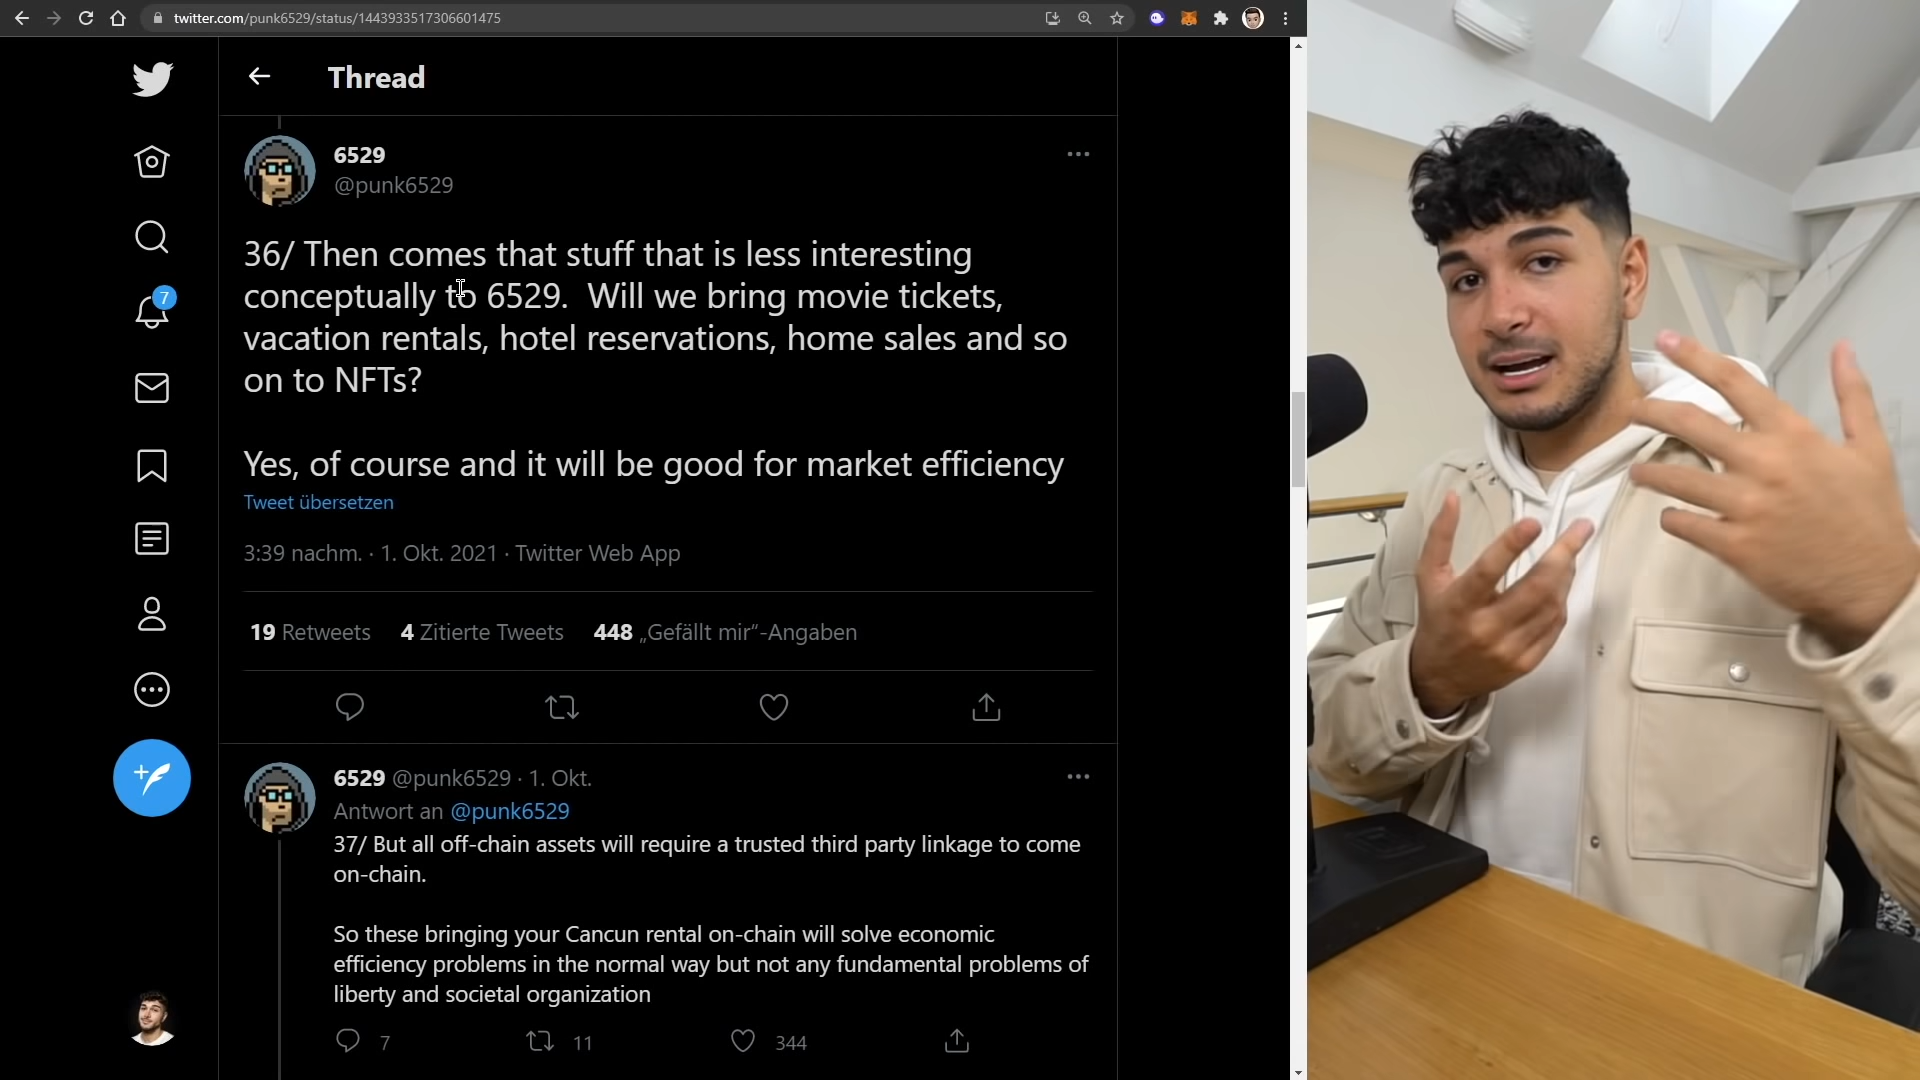 twitter.com/punk6529/status/1443933517306601475
Thread
6529
@punk6529
36/ Then comes that stuff that is less interesting
conceptually to 6529.  Will we bring movie tickets,
vacation rentals, hotel reservations, home sales and so
on to NFTs?
Yes, of course and it will be good for market efficiency
Tweet übersetzen
3:39 nachm. · 1. Okt. 2021 · Twitter Web App
19 Retweets 4 Zitierte Tweets 448 „Gefällt mir“-Angaben
7
6529 @punk6529 · 1. Okt.
Antwort an @punk6529
37/ But all off-chain assets will require a trusted third party linkage to come
on-chain.
So these bringing your Cancun rental on-chain will solve economic
efficiency problems in the normal way but not any fundamental problems of
liberty and societal organization
7 11 344